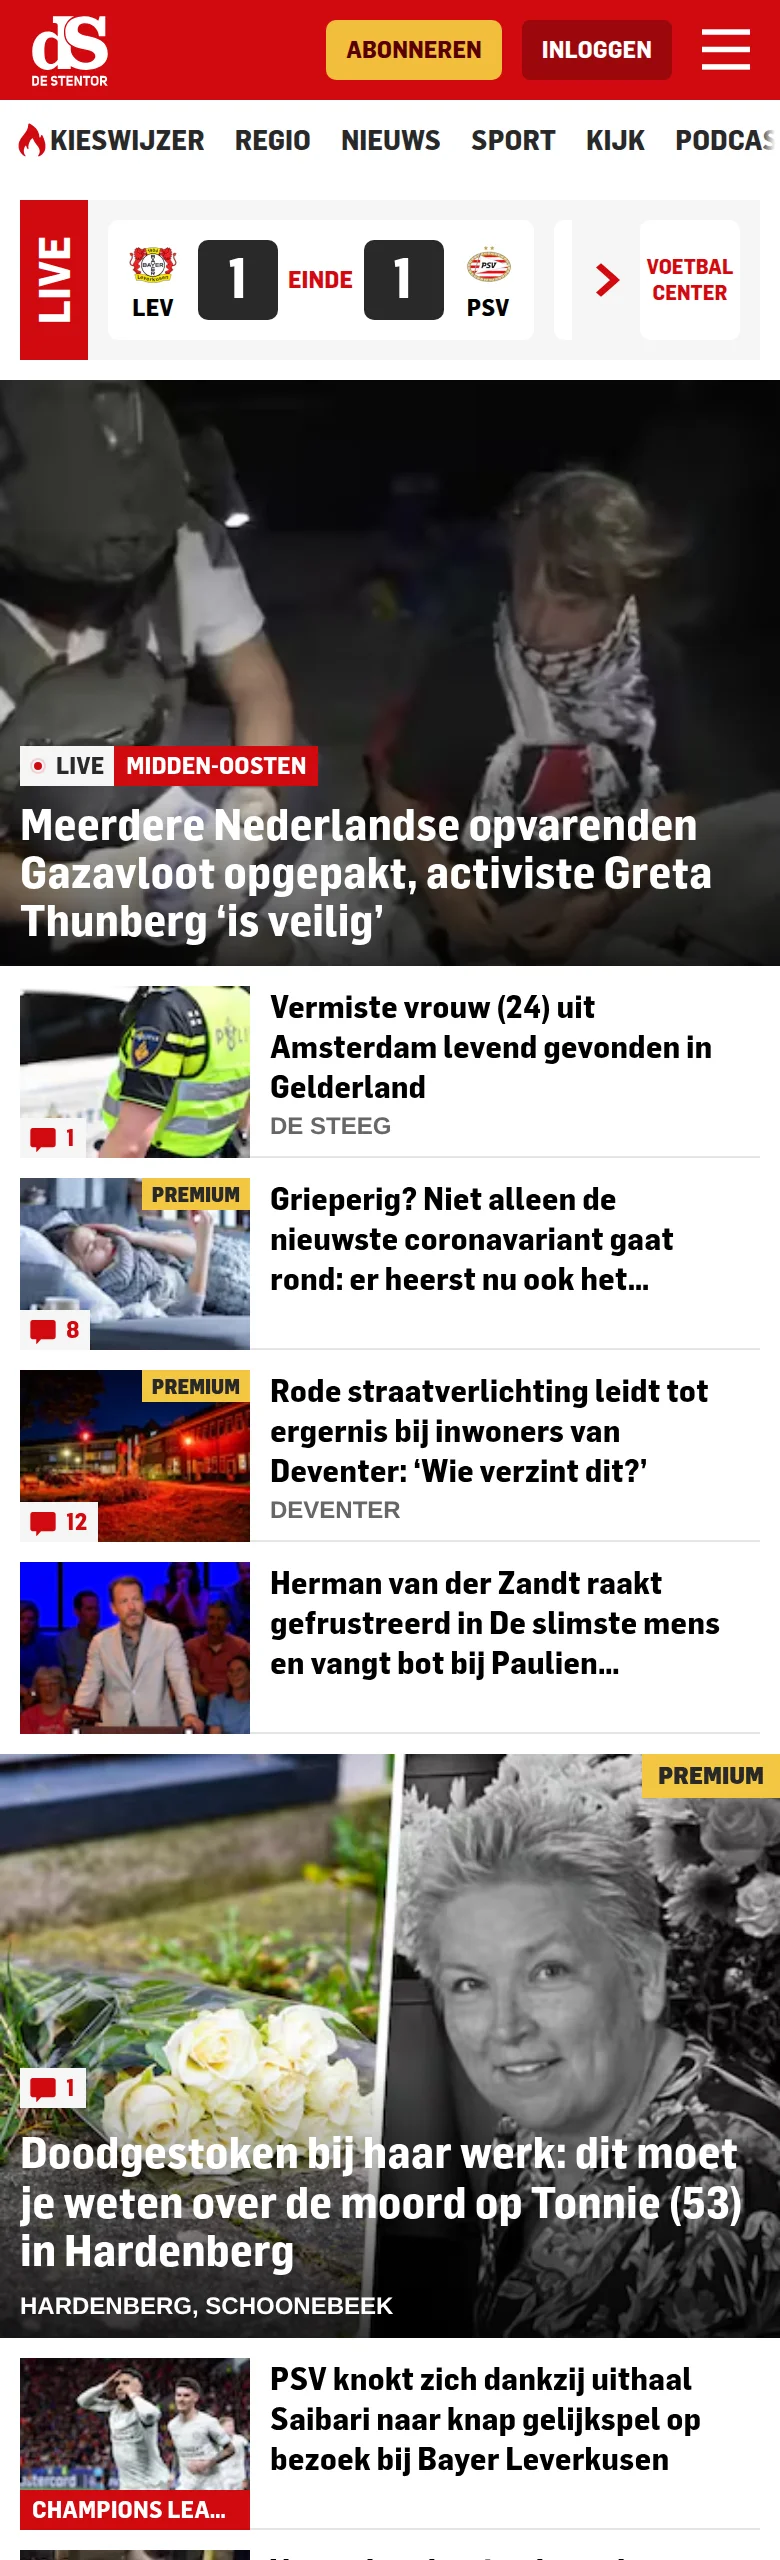 dS
DE STENTOR
ABONNEREN
INLOGGEN
KIESWIJZER REGIO NIEUWS SPORT KIJK PODCAS
LIVE
LEV
1
EINDE
1
PSV
PSV
VOETBAL
CENTER
LIVE MIDDEN-OOSTEN
Meerdere Nederlandse opvarenden
Gazavloot opgepakt, activiste Greta
Thunberg ‘is veilig’
1
Vermiste vrouw (24) uit
Amsterdam levend gevonden in
Gelderland
DE STEEG
PREMIUM
8
Grieperig? Niet alleen de
nieuwste coronavariant gaat
rond: er heerst nu ook het...
PREMIUM
12
Rode straatverlichting leidt tot
ergernis bij inwoners van
Deventer: ‘Wie verzint dit?’
DEVENTER
Herman van der Zandt raakt
gefrustreerd in De slimste mens
en vangt bot bij Paulien...
PREMIUM
1
Doodgestoken bij haar werk: dit moet
je weten over de moord op Tonnie (53)
in Hardenberg
HARDENBERG, SCHOONEBEEK
CHAMPIONS LEA...
PSV knokt zich dankzij uithaal
Saibari naar knap gelijkspel op
bezoek bij Bayer Leverkusen